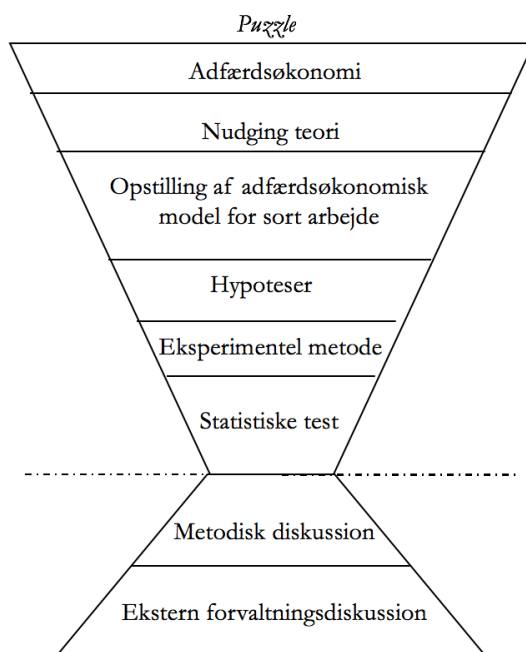 Puzzle
Adfærdsøkonomi
Nudging teori
Opstilling af adfærdsøkonomisk
model for sort arbejde
Hypoteser
Eksperimentel metode
Statistiske test
Metodisk diskussion
Ekstern forvaltningsdiskussion